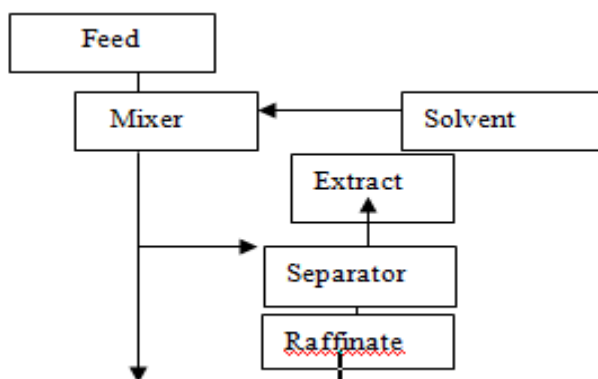 Feed
Mixer
Solvent
Extract
Separator
Raffinate